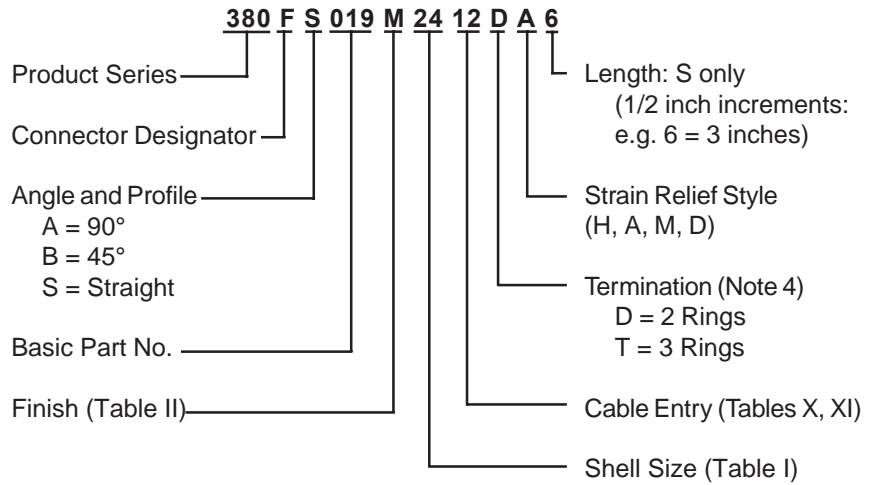 380 F S 019 M 24 12 D A 6
Product Series
Connector Designator
Angle and Profile
A = 90°
B = 45°
S = Straight
Basic Part No.
Finish (Table II)
Length: S only
(1/2 inch increments:
e.g. 6 = 3 inches)
Strain Relief Style
(H, A, M, D)
Termination (Note 4)
D = 2 Rings
T = 3 Rings
Cable Entry (Tables X, XI)
Shell Size (Table I)